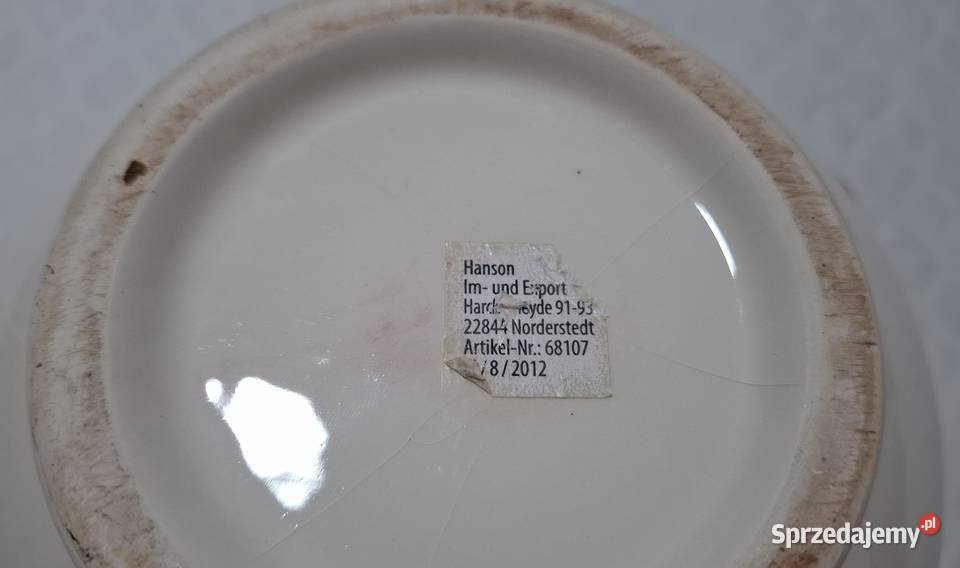 Hanson
Im- und Export
91-93
22844 Norderstedt
Artikel-Nr.: 68107
/ 8 / 2012
Sprzedajemy.pl